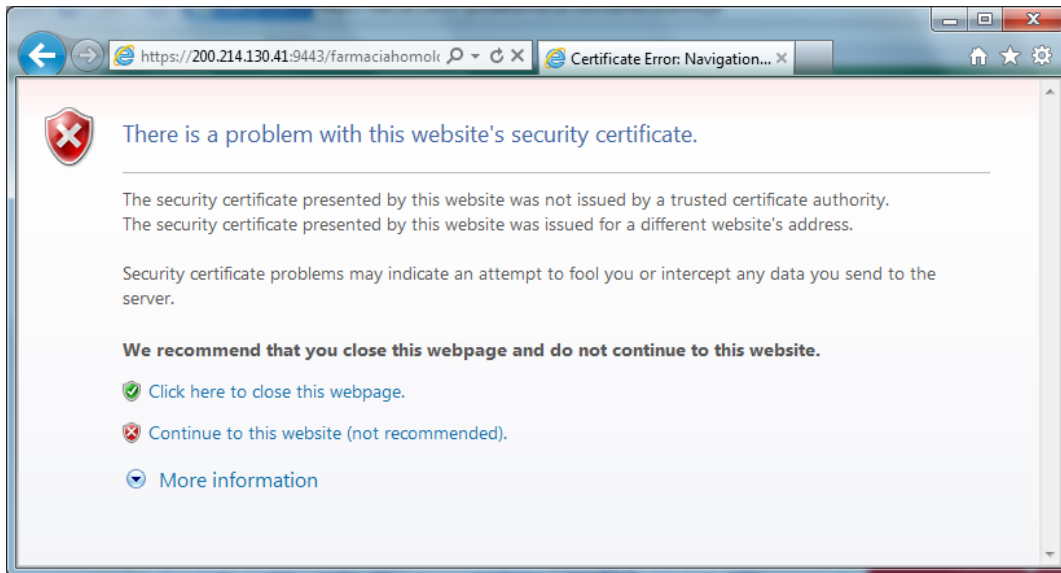 https://200.214.130.41:9443/farmaciahomolo
Certificate Error: Navigation...
There is a problem with this website's security certificate.
The security certificate presented by this website was not issued by a trusted certificate authority.
The security certificate presented by this website was issued for a different website's address.
Security certificate problems may indicate an attempt to fool you or intercept any data you send to the
server.
We recommend that you close this webpage and do not continue to this website.
Click here to close this webpage.
Continue to this website (not recommended).
More information